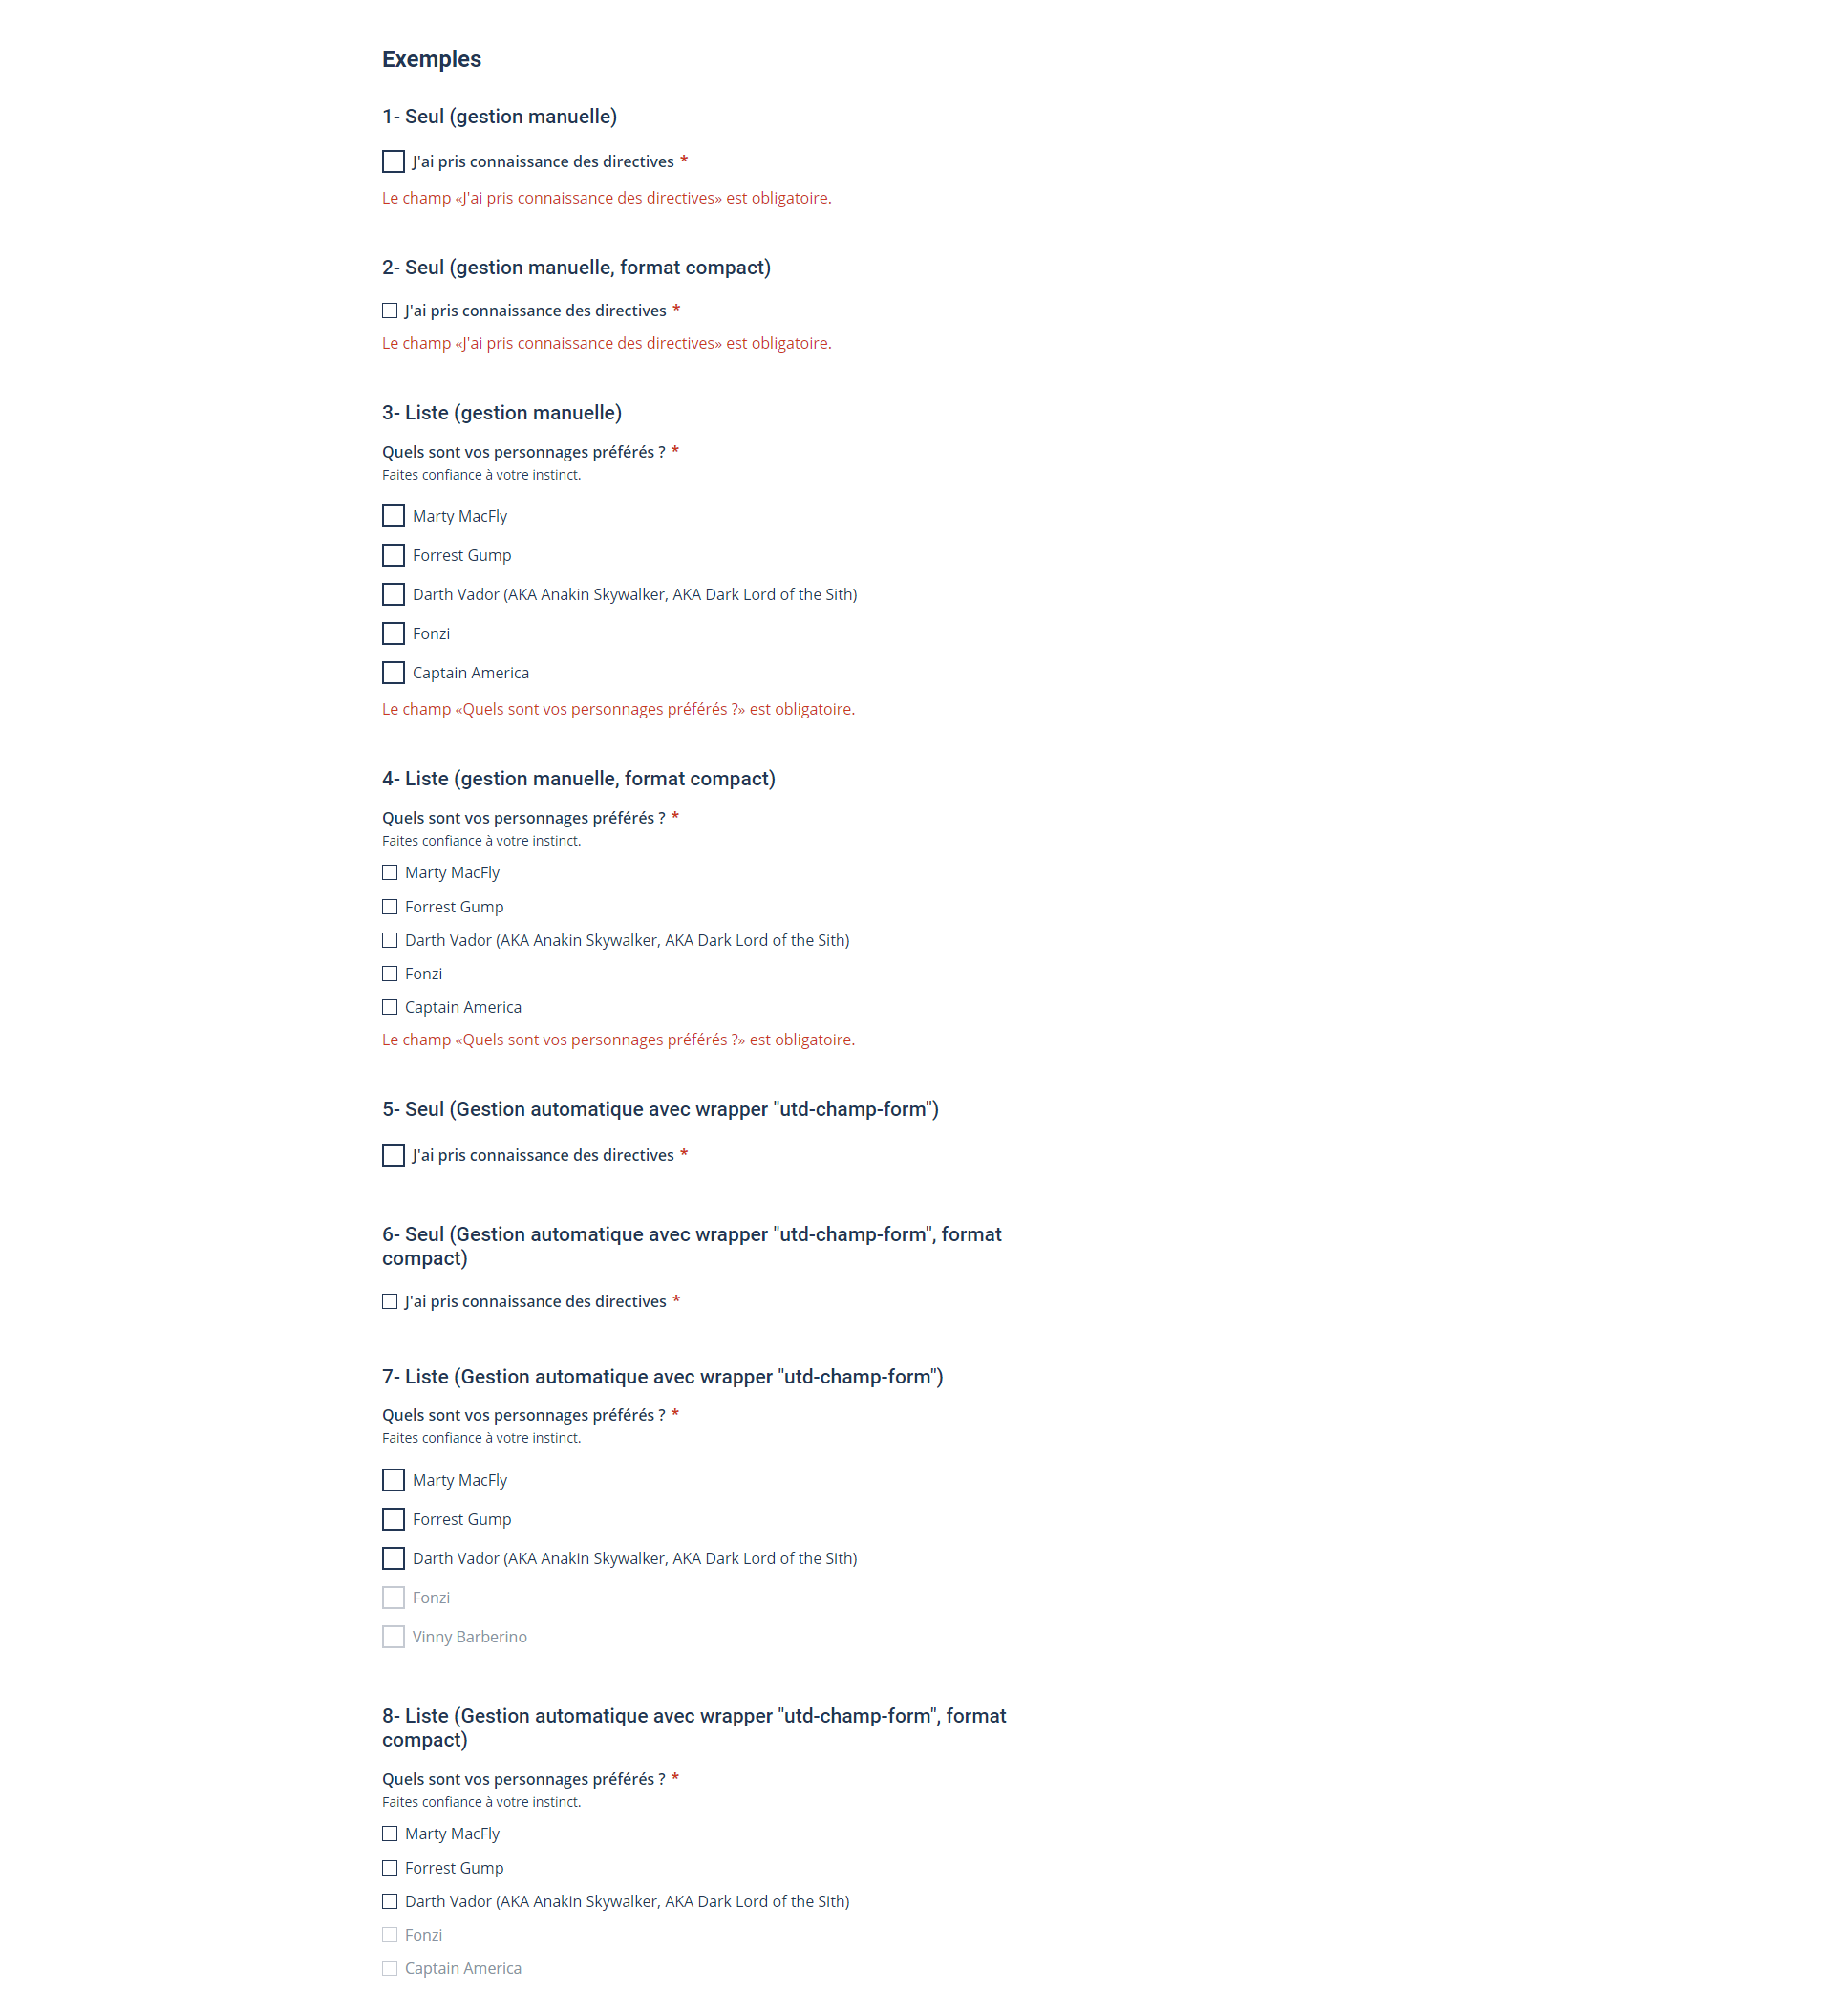 Exemples
1- Seul (gestion manuelle)
J'ai pris connaissance des directives *
Le champ «J'ai pris connaissance des directives» est obligatoire.
2- Seul (gestion manuelle, format compact)
J'ai pris connaissance des directives *
Le champ «J'ai pris connaissance des directives» est obligatoire.
3- Liste (gestion manuelle)
Quels sont vos personnages préférés ? *
Faites confiance à votre instinct.
Marty MacFly
Forrest Gump
Darth Vador (AKA Anakin Skywalker, AKA Dark Lord of the Sith)
Fonzi
Captain America
Le champ «Quels sont vos personnages préférés ?» est obligatoire.
4- Liste (gestion manuelle, format compact)
Quels sont vos personnages préférés ? *
Faites confiance à votre instinct.
Marty MacFly
Forrest Gump
Darth Vador (AKA Anakin Skywalker, AKA Dark Lord of the Sith)
Fonzi
Captain America
Le champ «Quels sont vos personnages préférés ?» est obligatoire.
5- Seul (Gestion automatique avec wrapper "utd-champ-form")
J'ai pris connaissance des directives *
6- Seul (Gestion automatique avec wrapper "utd-champ-form", format
compact)
J'ai pris connaissance des directives *
7- Liste (Gestion automatique avec wrapper "utd-champ-form")
Quels sont vos personnages préférés ? *
Faites confiance à votre instinct.
Marty MacFly
Forrest Gump
Darth Vador (AKA Anakin Skywalker, AKA Dark Lord of the Sith)
Fonzi
Vinny Barberino
8- Liste (Gestion automatique avec wrapper "utd-champ-form", format
compact)
Quels sont vos personnages préférés ? *
Faites confiance à votre instinct.
Marty MacFly
Forrest Gump
Darth Vador (AKA Anakin Skywalker, AKA Dark Lord of the Sith)
Fonzi
Captain America